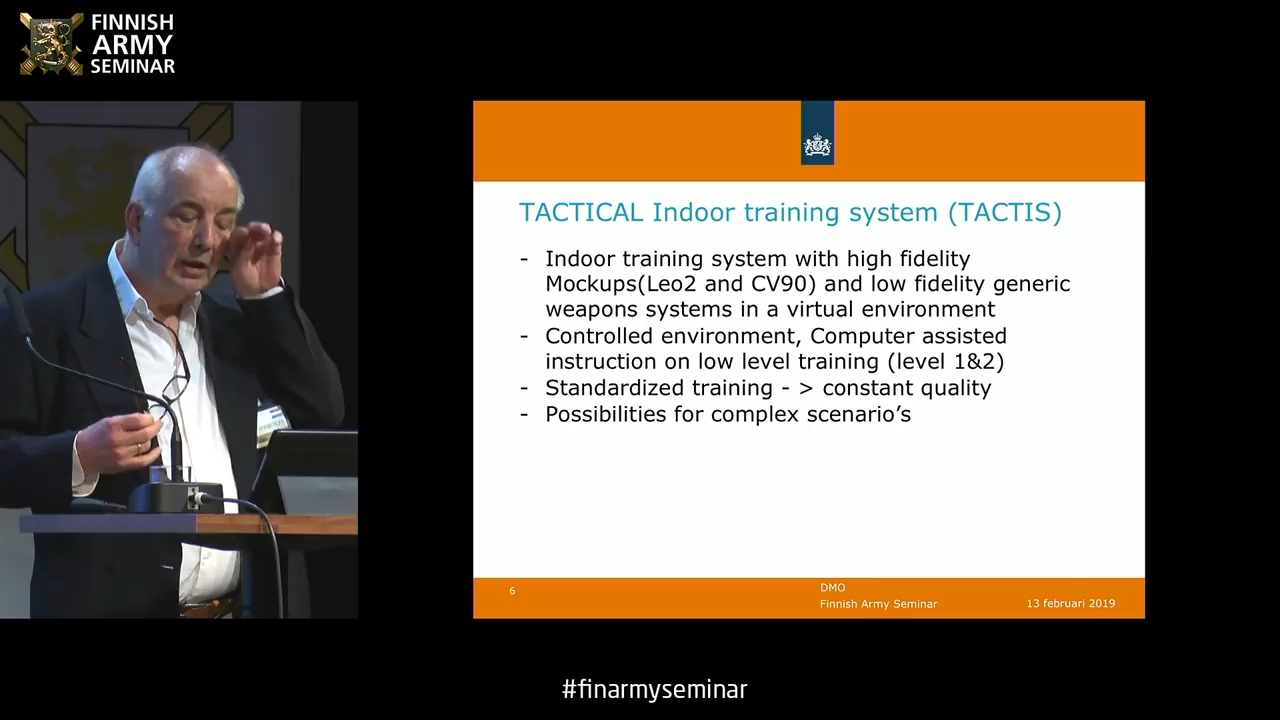 FINNISH
ARMY
SEMINAR
TACTICAL Indoor training system (TACTIS)
- Indoor training system with high fidelity
Mockups(Leo2 and CV90) and low fidelity generic
weapons systems in a virtual environment
- Controlled environment, Computer assisted
instruction on low level training (level 1&2)
- Standardized training - > constant quality
- Possibilities for complex scenario’s
6
DMO
Finnish Army Seminar
13 februari 2019
#finarmyseminar